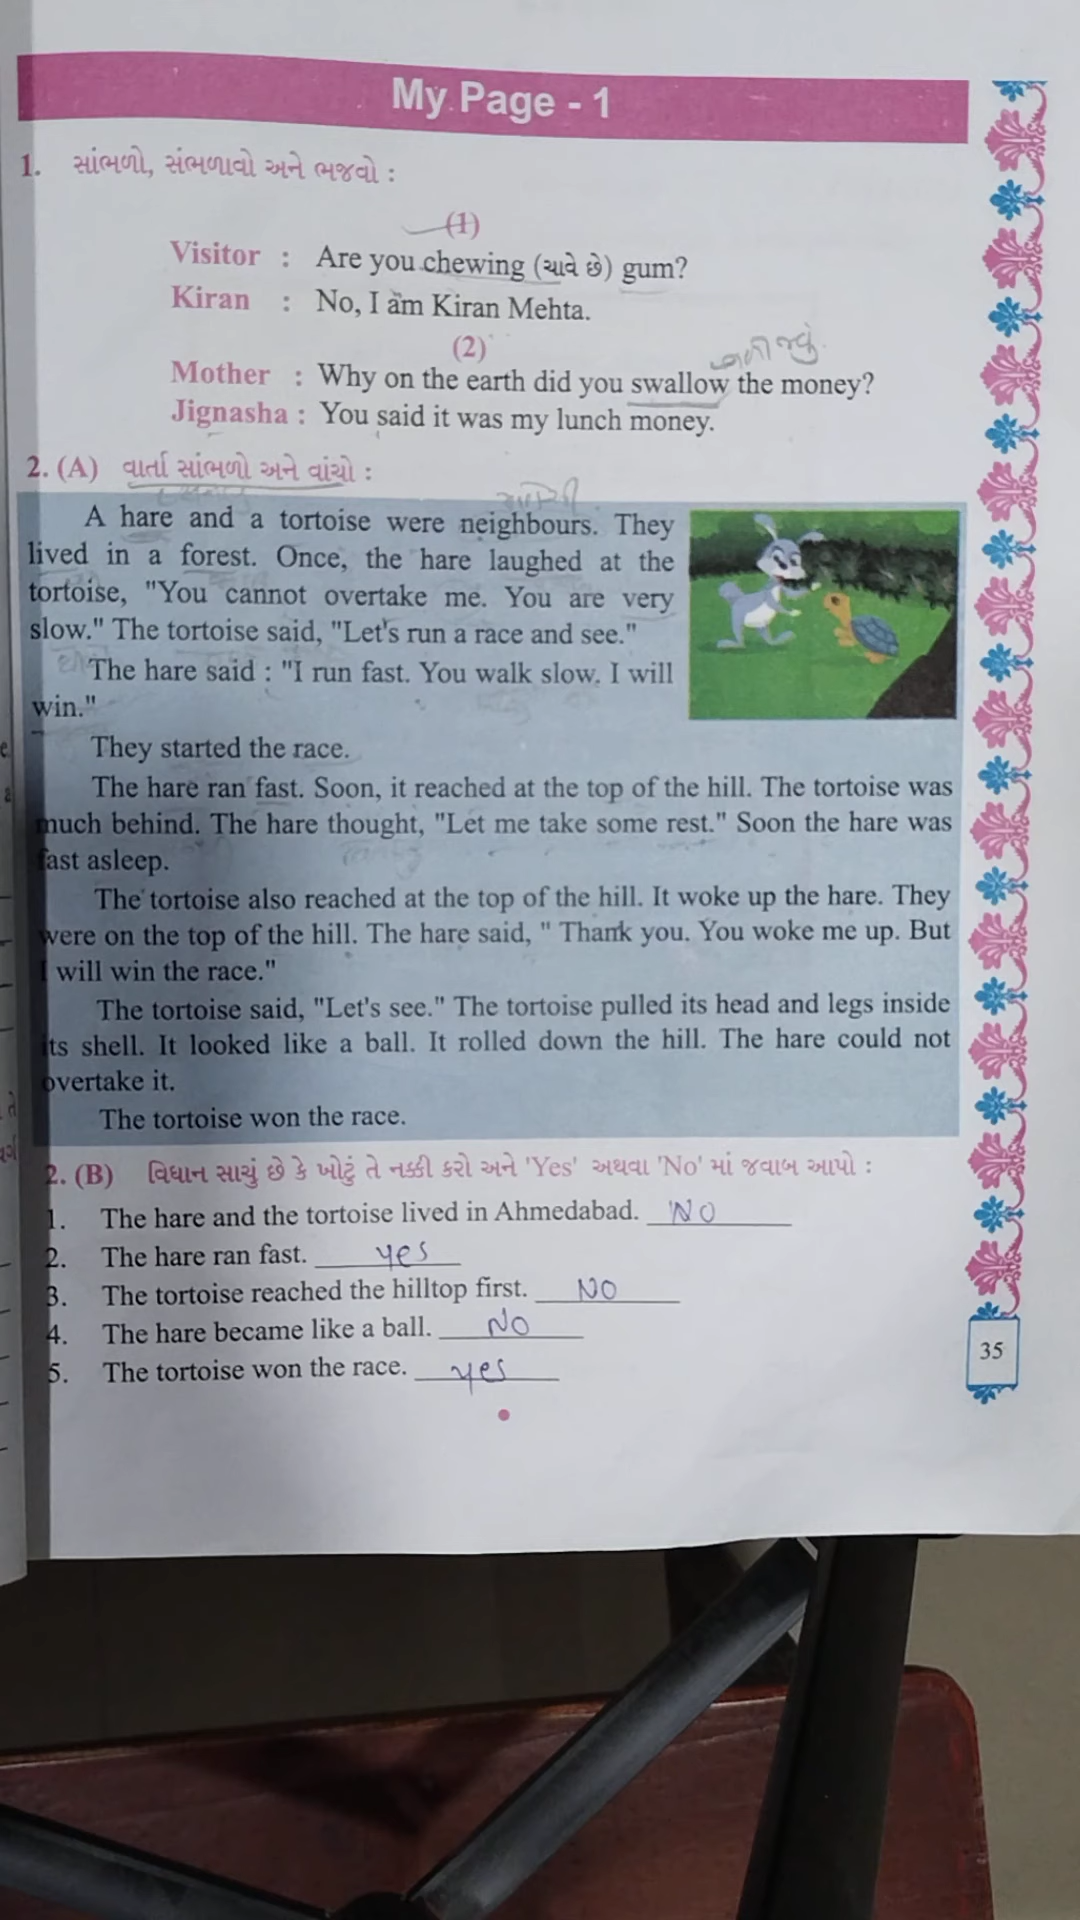 My Page - 1
1. સાંભળો, સંભળાવો અને ભજવો :
(1)
Visitor : Are you chewing (ચાવે છે) gum?
Kiran : No, I am Kiran Mehta.
(2)
Mother : Why on the earth did you swallow the money?
Jignasha : You said it was my lunch money.
2. (A) વાર્તા સાંભળો અને વાંચો :
A hare and a tortoise were neighbours. They
lived in a forest. Once, the hare laughed at the
tortoise, "You cannot overtake me. You are very
slow." The tortoise said, "Let's run a race and see."
The hare said : "I run fast. You walk slow. I will
win."
They started the race.
The hare ran fast. Soon, it reached at the top of the hill. The tortoise was
much behind. The hare thought, "Let me take some rest." Soon the hare was
fast asleep.
The tortoise also reached at the top of the hill. It woke up the hare. They
were on the top of the hill. The hare said, " Thank you. You woke me up. But
I will win the race."
The tortoise said, "Let's see." The tortoise pulled its head and legs inside
its shell. It looked like a ball. It rolled down the hill. The hare could not
overtake it.
The tortoise won the race.
2. (B) વિધાન સાચું છે કે ખોટું તે નક્કી કરો અને 'Yes' અથવા 'No' માં જવાબ આપો :
1. The hare and the tortoise lived in Ahmedabad. NO
2. The hare ran fast. yes
3. The tortoise reached the hilltop first. NO
4. The hare became like a ball. NO
5. The tortoise won the race. yes
35